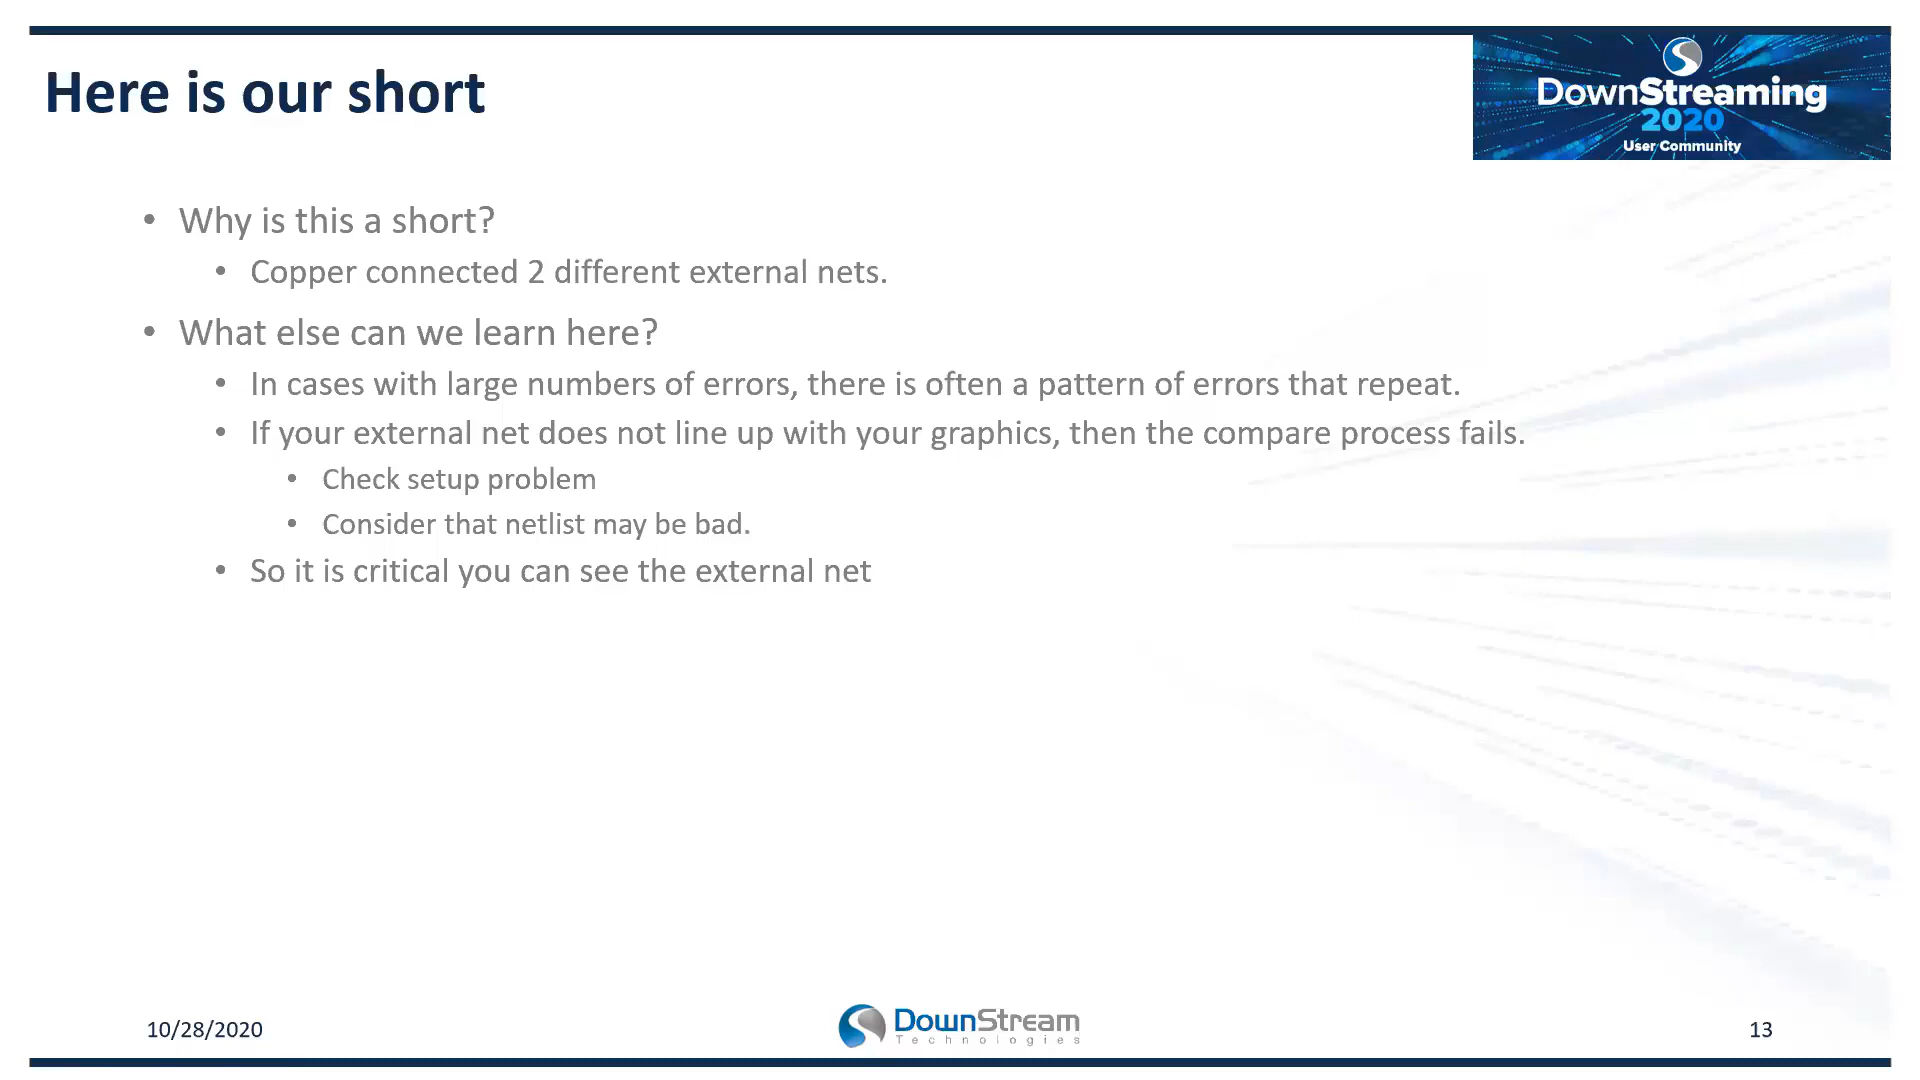 Here is our short
DownStreaming
2020
User Community
• Why is this a short?
• Copper connected 2 different external nets.
• What else can we learn here?
• In cases with large numbers of errors, there is often a pattern of errors that repeat.
• If your external net does not line up with your graphics, then the compare process fails.
• Check setup problem
• Consider that netlist may be bad.
• So it is critical you can see the external net
10/28/2020
DownStream
Technologies
13